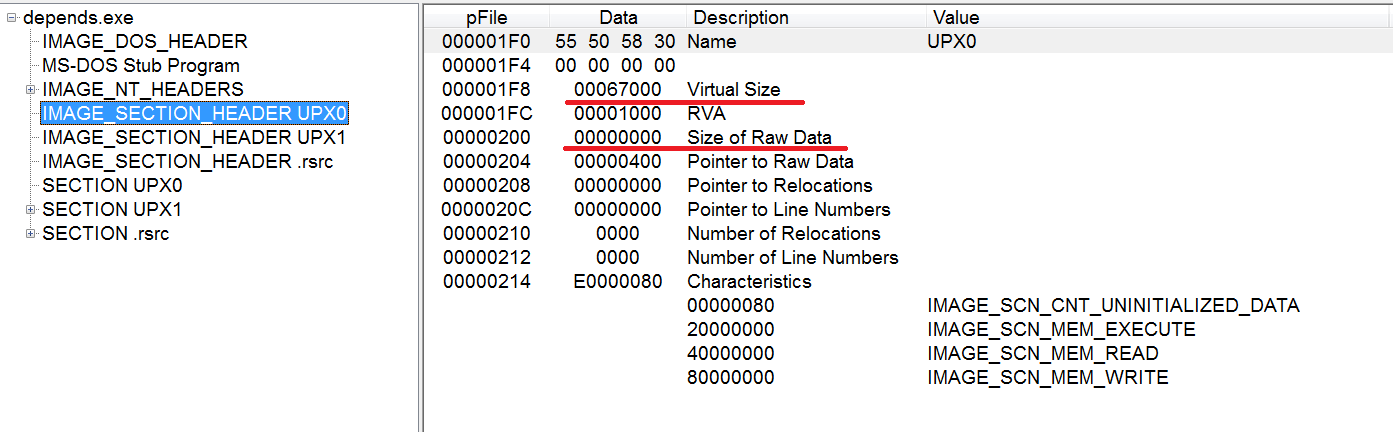 depends.exe
IMAGE_DOS_HEADER
MS-DOS Stub Program
IMAGE_NT_HEADERS
IMAGE_SECTION_HEADER UPX0
IMAGE_SECTION_HEADER UPX1
IMAGE_SECTION_HEADER .rsrc
SECTION UPX0
SECTION UPX1
SECTION .rsrc
pFile Data Description Value
000001F0 55 50 58 30 Name UPX0
000001F4 00 00 00 00
000001F8 00067000 Virtual Size
000001FC 00001000 RVA
00000200 00000000 Size of Raw Data
00000204 00000400 Pointer to Raw Data
00000208 00000000 Pointer to Relocations
0000020C 00000000 Pointer to Line Numbers
00000210 0000 Number of Relocations
00000212 0000 Number of Line Numbers
00000214 E0000080 Characteristics
00000080 IMAGE_SCN_CNT_UNINITIALIZED_DATA
20000000 IMAGE_SCN_MEM_EXECUTE
40000000 IMAGE_SCN_MEM_READ
80000000 IMAGE_SCN_MEM_WRITE